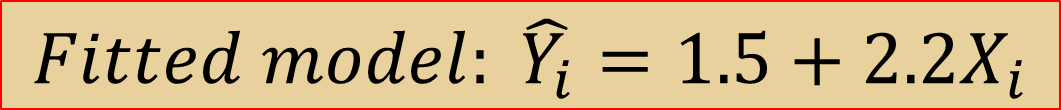 Fitted model: Ŷᵢ = 1.5 + 2.2Xᵢ